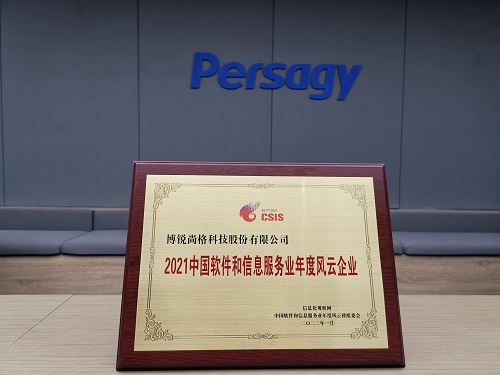 Persagy
CSIS
博锐尚格科技股份有限公司
2021中国软件和信息服务业年度风云企业
信息化观察网
中国软件和信息服务业年度风云榜组委会
二〇二二年一月